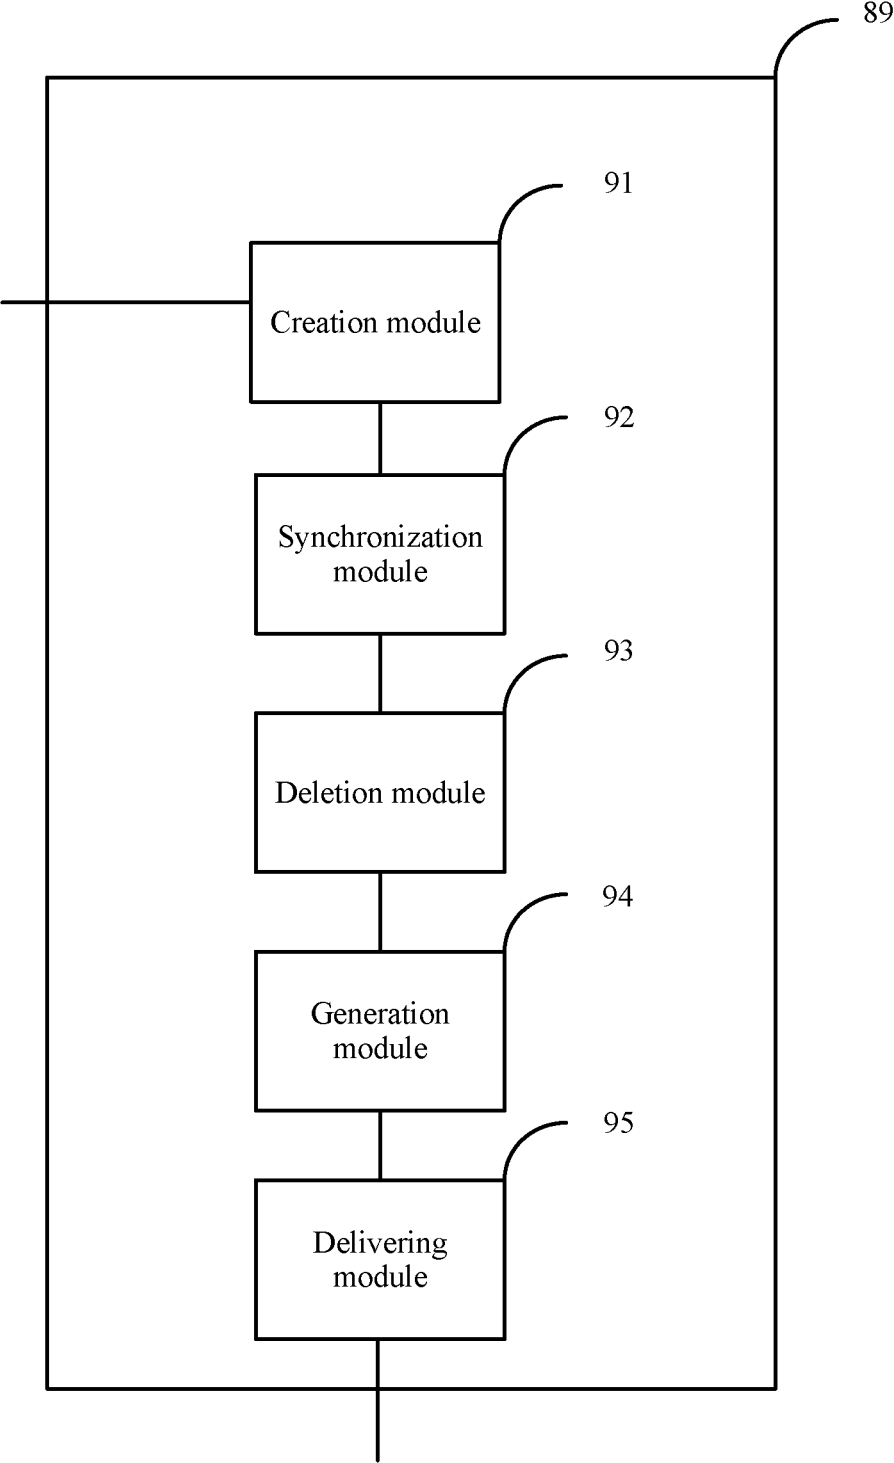 89
91
Creation module
92
Synchronization
module
93
Deletion module
94
Generation
module
95
Delivering
module